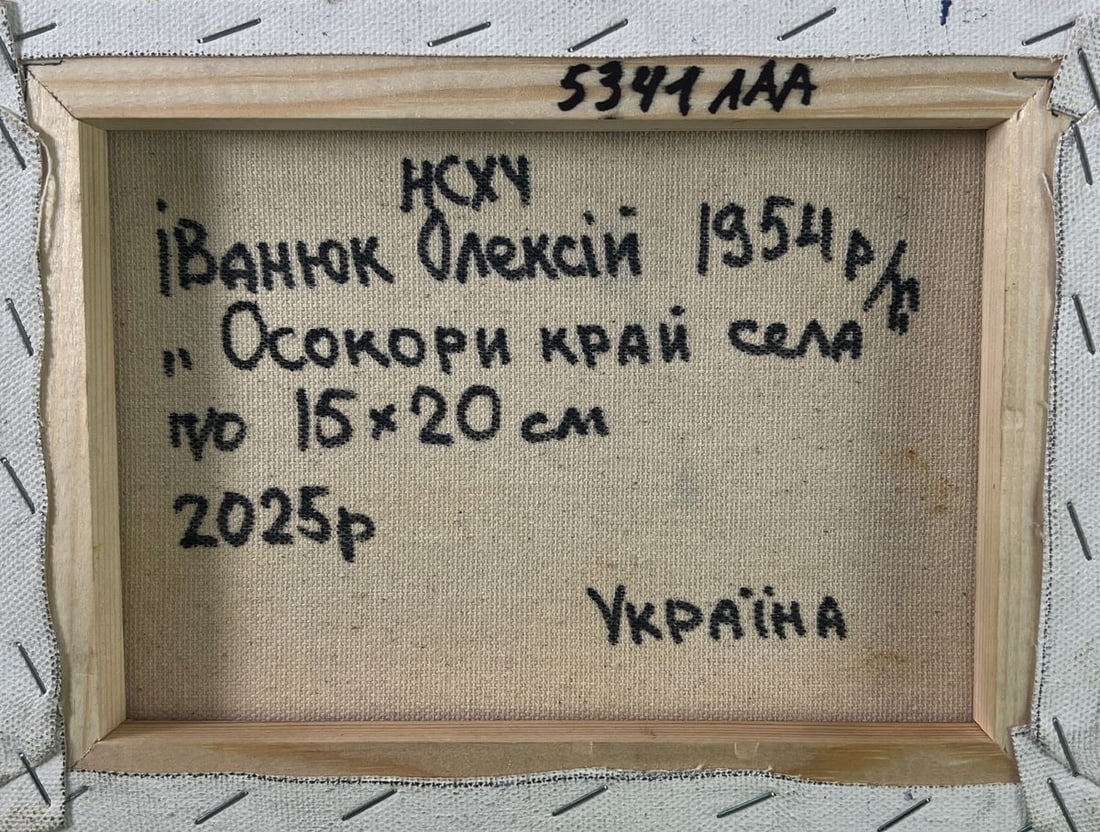 5341 ЛАА
НСХУ
Іванюк Олексій 1954 р/н
„Осокори край села"
п/о 15×20 см
2025р
Україна